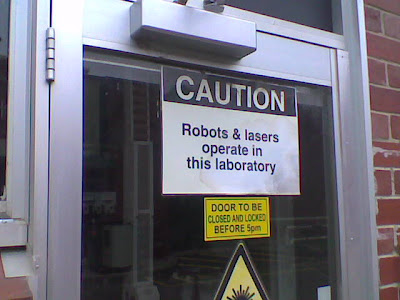 CAUTION
Robots & lasers
operate in
this laboratory
DOOR TO BE
CLOSED AND LOCKED
BEFORE 5pm